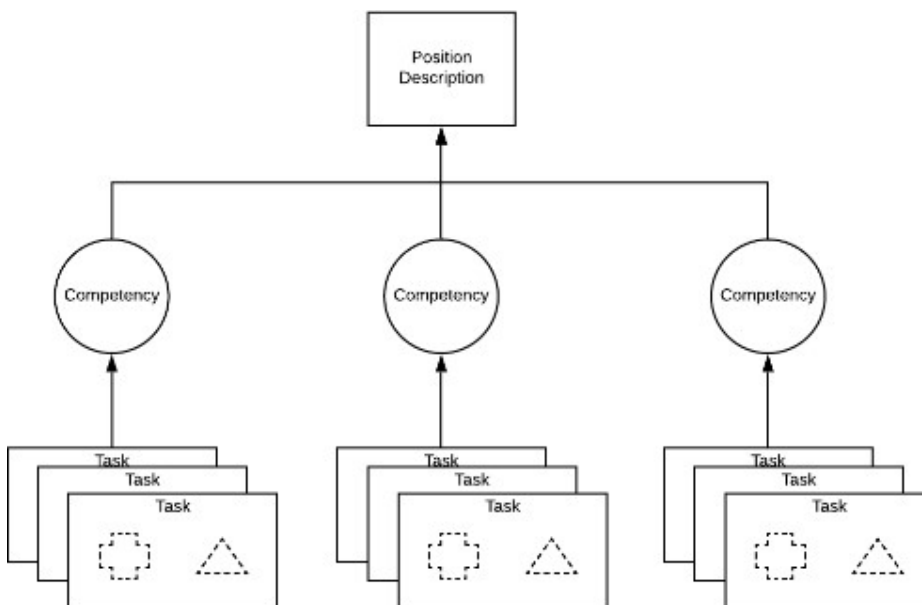 Position
Description
Competency
Competency
Competency
Task
Task
Task
Task
Task
Task
Task
Task
Task